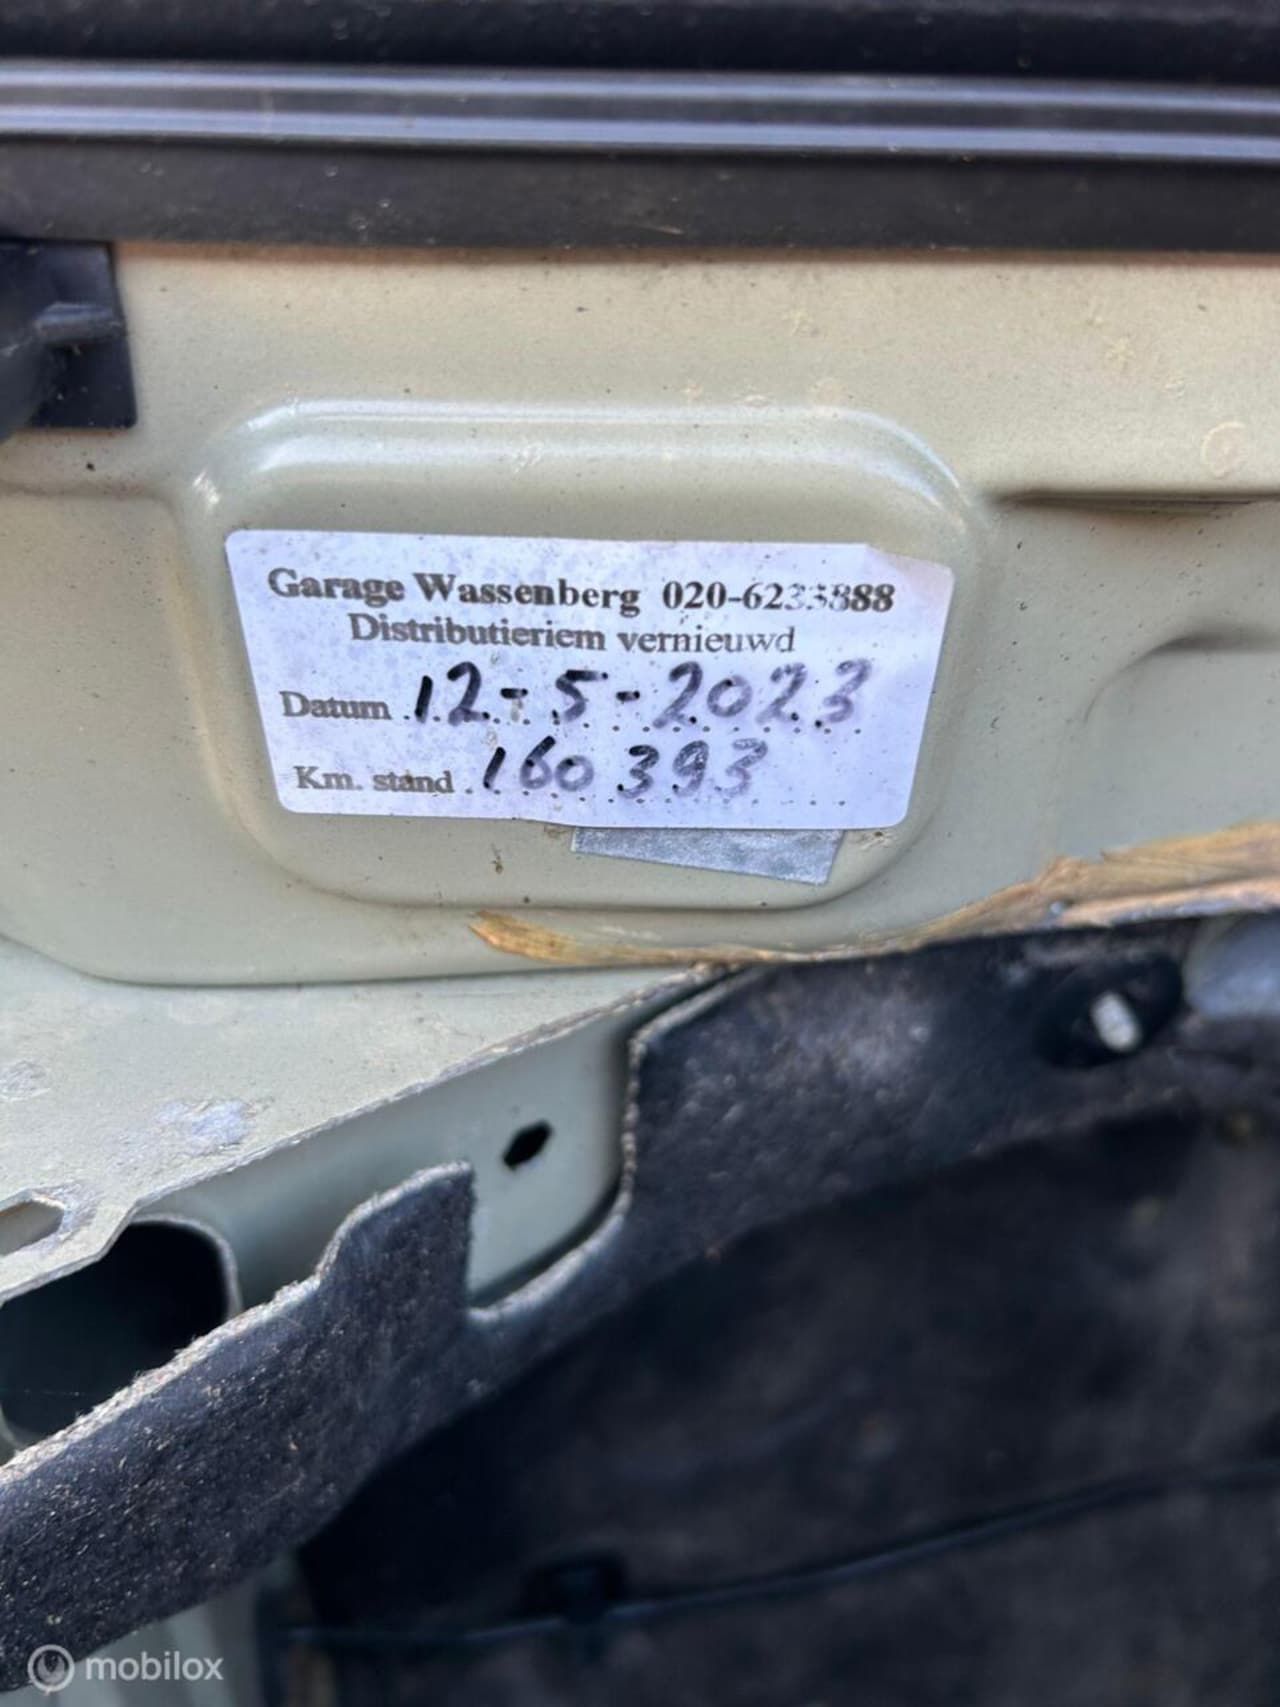 Garage Wassenberg 020-6233888
Distributieriem vernieuwd
Datum 12-5-2023
Km. stand 160393
mobilox